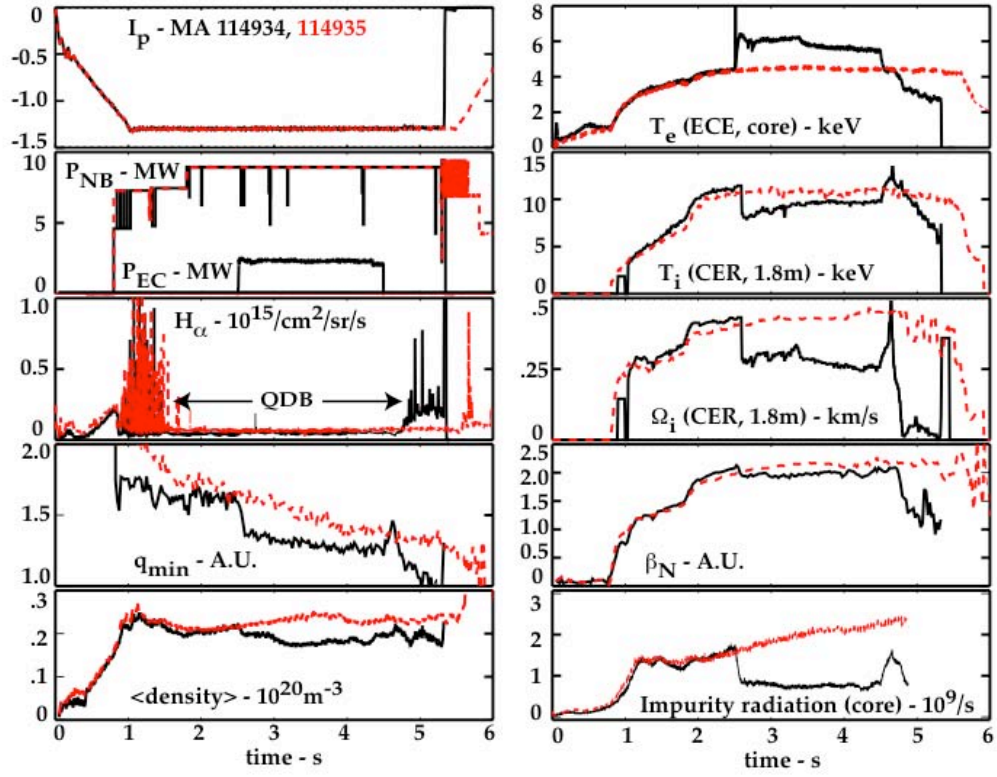 0
-0.5
-1.0
-1.5
I_p - MA 114934, 114935
10
5
0
P_NB - MW
P_EC - MW
1.0
0.5
0
H_α - 10^15/cm^2/sr/s
QDB
2.0
1.5
1.0
q_min - A.U.
.3
.2
.1
0
<density> - 10^20m^-3
0 1 2 3 4 5 6
time - s
8
6
4
2
0
T_e (ECE, core) - keV
15
10
5
0
T_i (CER, 1.8m) - keV
.5
.25
0
Ω_i (CER, 1.8m) - km/s
2.5
2.0
1.5
1.0
0.5
0
β_N - A.U.
3
2
1
0
Impurity radiation (core) - 10^9/s
0 1 2 3 4 5 6
time - s